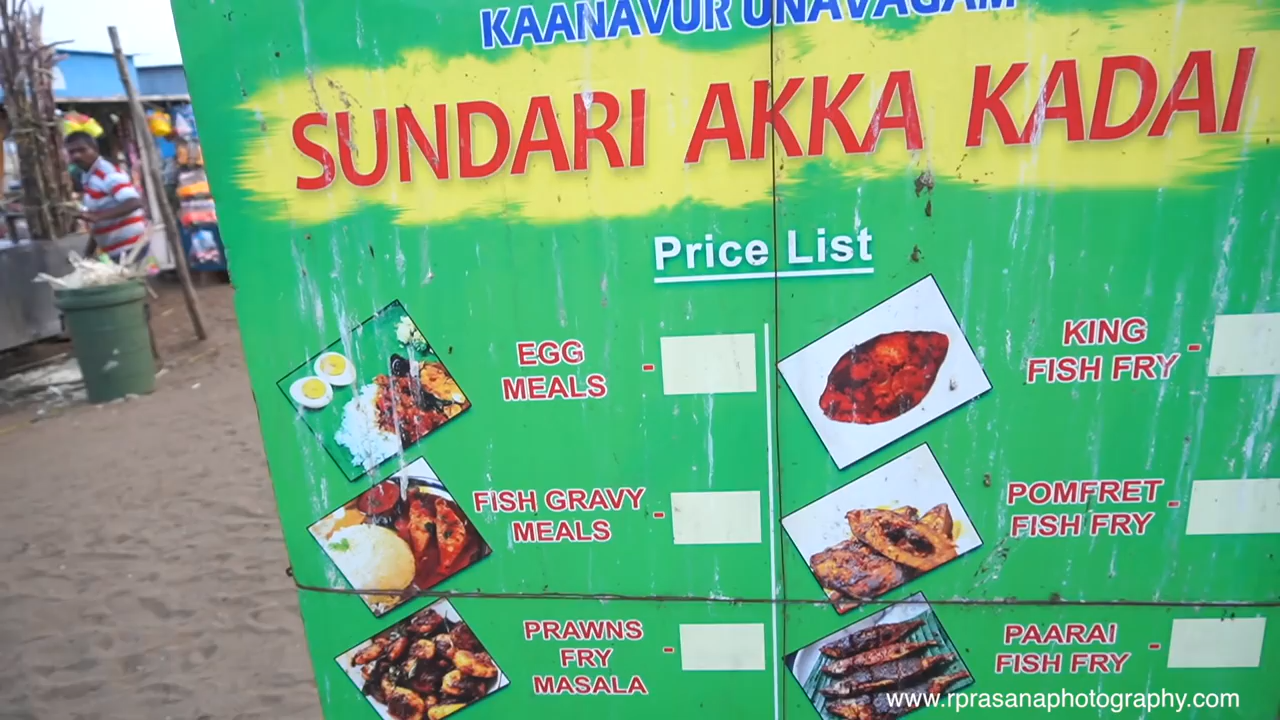 KAANAVUR UNAVAGAM
SUNDARI AKKA KADAI
Price List
EGG
MEALS -
KING
FISH FRY -
FISH GRAVY
MEALS -
POMFRET
FISH FRY -
PRAWNS
FRY -
MASALA
PAARAI
FISH FRY -
www.rprasanaphotography.com